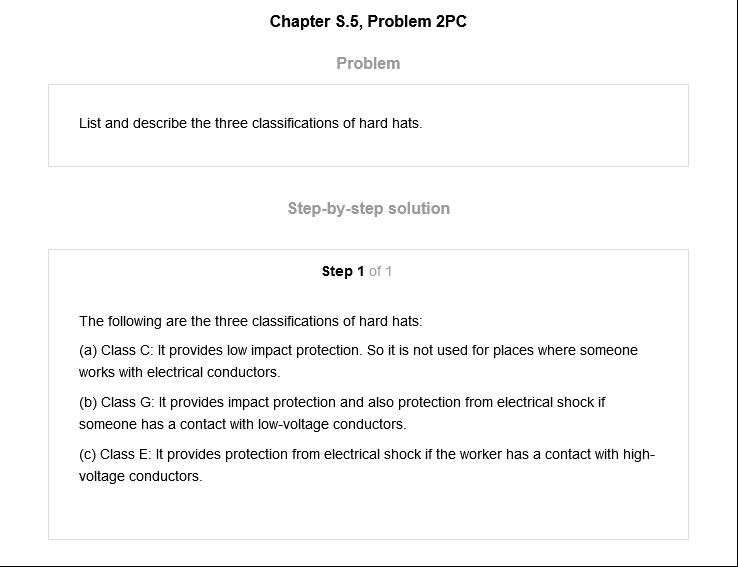 Chapter S.5, Problem 2PC
Problem
List and describe the three classifications of hard hats.
Step-by-step solution
Step 1 of 1
The following are the three classifications of hard hats:
(a) Class C: It provides low impact protection. So it is not used for places where someone
works with electrical conductors.
(b) Class G: It provides impact protection and also protection from electrical shock if
someone has a contact with low-voltage conductors.
(c) Class E: It provides protection from electrical shock if the worker has a contact with high-
voltage conductors.